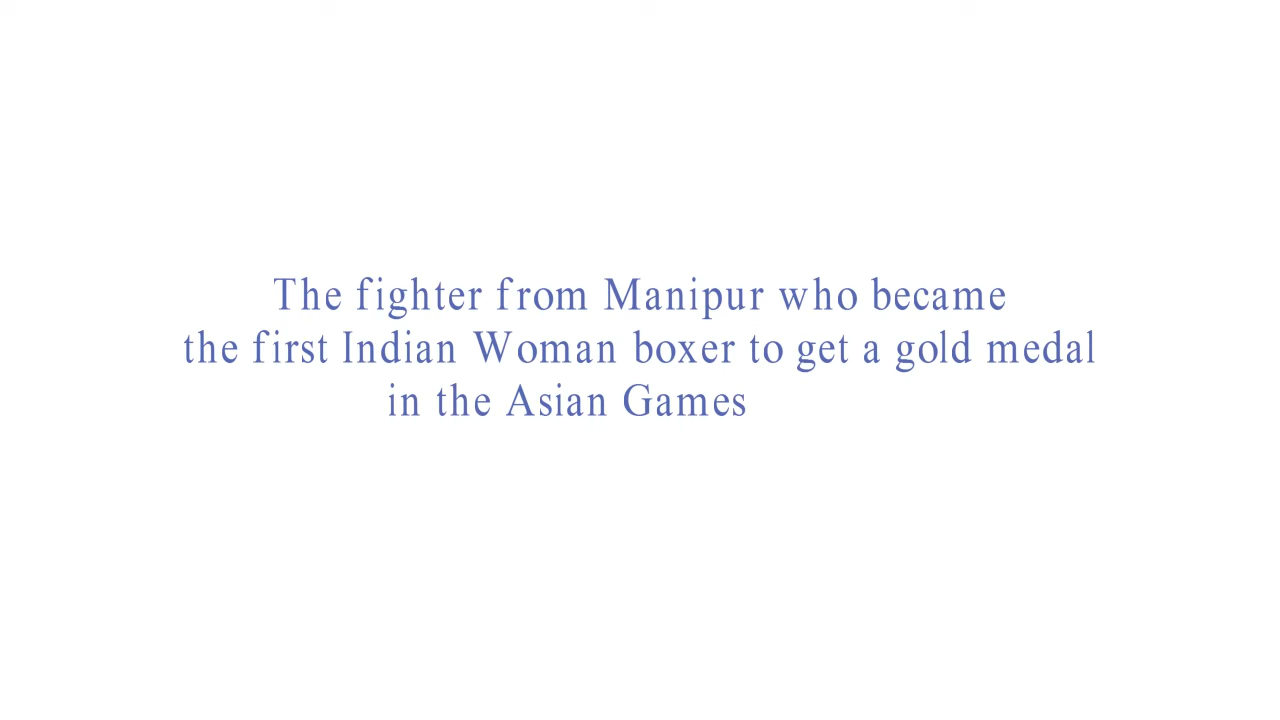 The fighter from Manipur who became
the first Indian Woman boxer to get a gold medal
in the Asian Games